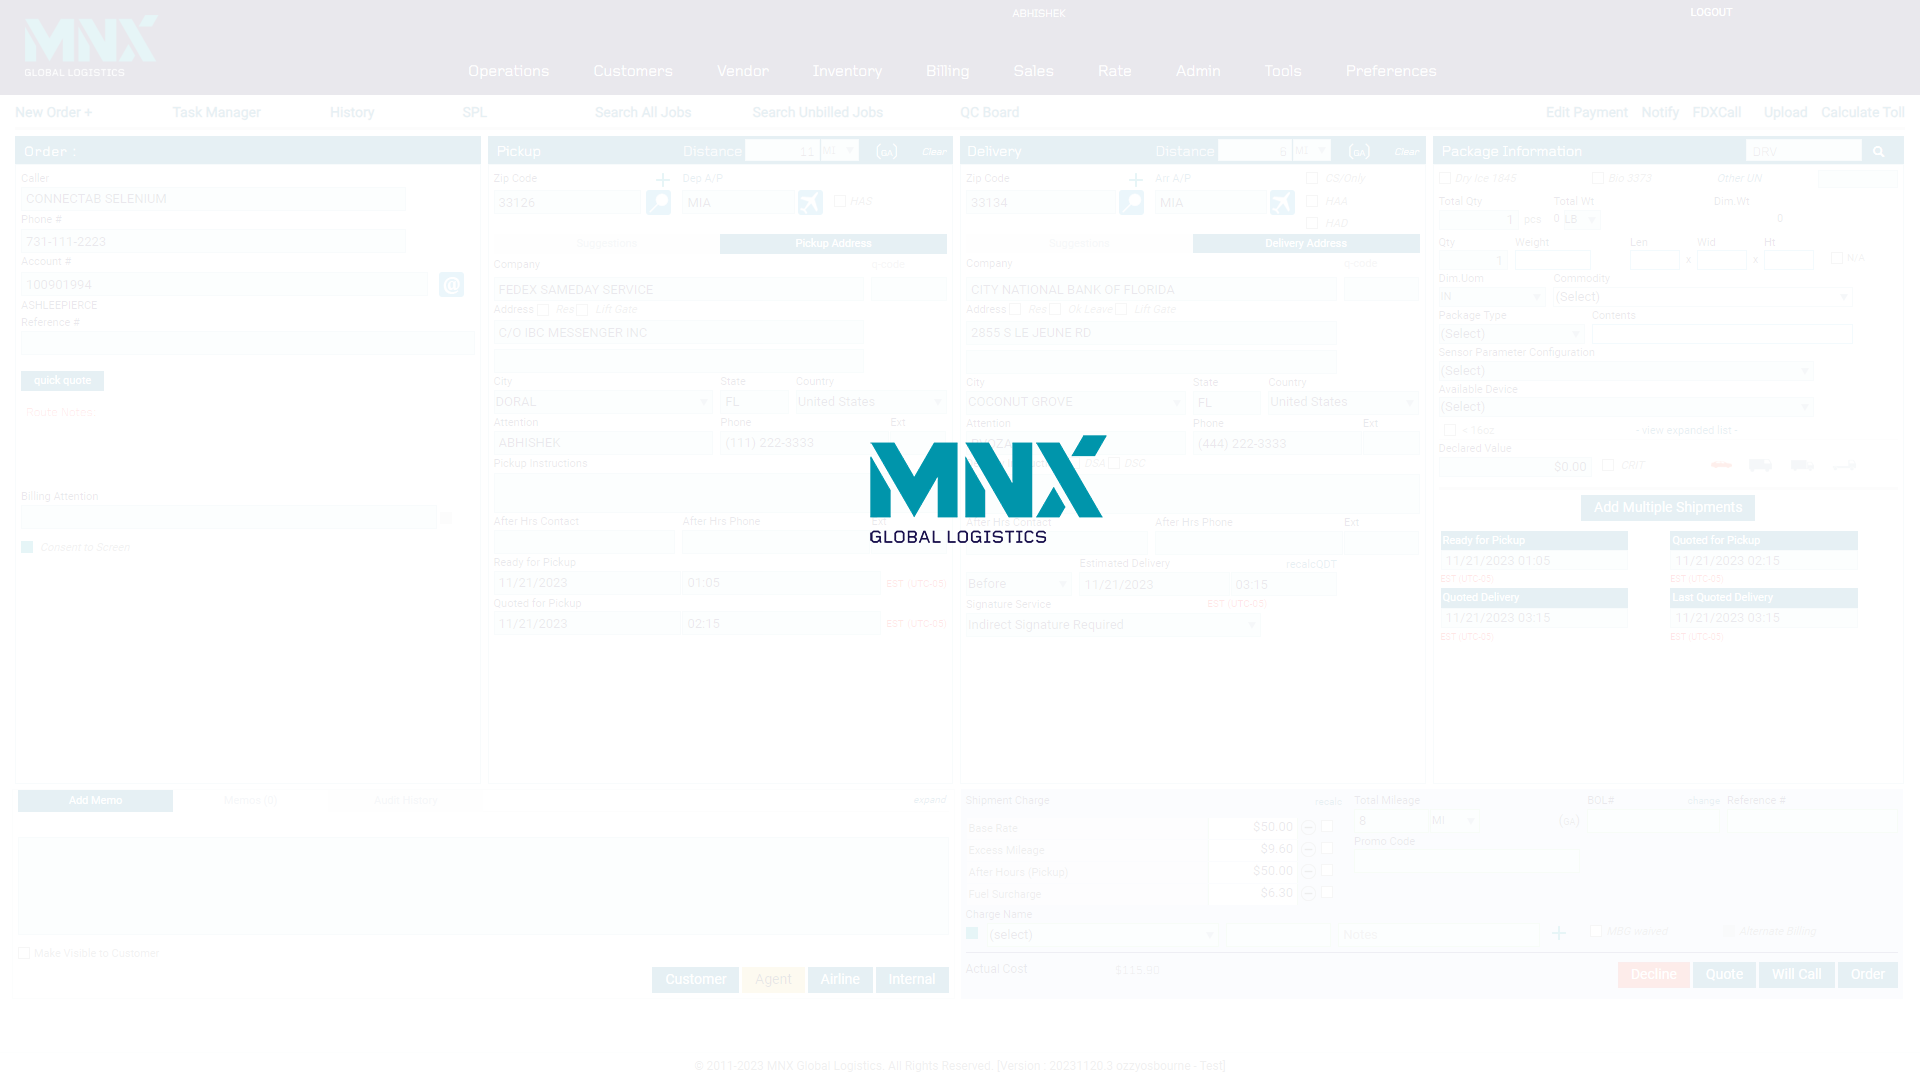 ABHISHEK LOGOUT
MNX
GLOBAL LOGISTICS
Operations Customers Vendor Inventory Billing Sales Rate Admin Tools Preferences
New Order + Task Manager History SPL Search All Jobs Search Unbilled Jobs QC Board Edit Payment Notify FDXCall Upload Calculate Toll
Order :
Caller
CONNECTAB SELENIUM
Phone #
731-111-2223
Account #
100901994 @
ASHLEEPIERCE
Reference #
quick quote
Route Notes:
Billing Attention
Consent to Screen
Pickup Distance 11 MI (GA) Clear
Zip Code Dep A/P
33126 MIA HAS
Suggestions Pickup Address
Company q-code
FEDEX SAMEDAY SERVICE
Address Res Lift Gate
C/O IBC MESSENGER INC
City State Country
DORAL FL United States
Attention Phone Ext
ABHISHEK (111) 222-3333
Pickup Instructions
After Hrs Contact After Hrs Phone Ext
Ready for Pickup
11/21/2023 01:05 EST (UTC-05)
Quoted for Pickup
11/21/2023 02:15 EST (UTC-05)
Delivery Distance 6 MI (GA) Clear
Zip Code Arr A/P CS/Only
33134 MIA HAA
HAD
Suggestions Delivery Address
Company q-code
CITY NATIONAL BANK OF FLORIDA
Address Res Ok Leave Lift Gate
2855 S LE JEUNE RD
City State Country
COCONUT GROVE FL United States
Attention Phone Ext
(444) 222-3333
DSC
MNX
GLOBAL LOGISTICS
After Hrs Contact After Hrs Phone Ext
Estimated Delivery recalcQDT
Before 11/21/2023 03:15
Signature Service EST (UTC-05)
Indirect Signature Required
Package Information DRV
Dry Ice 1845 Bio 3373 Other UN
Total Qty Total Wt Dim Wt
1 pcs 0 LB 0
Qty Weight Len Wid Ht
1 x x N/A
Dim Uom Commodity
IN (Select)
Package Type Contents
(Select)
Sensor Parameter Configuration
(Select)
Available Device
(Select)
< 16oz - view expanded list -
Declared Value
$0.00 CRIT
Add Multiple Shipments
Ready for Pickup Quoted for Pickup
11/21/2023 01:05 11/21/2023 02:15
EST (UTC-05) EST (UTC-05)
Quoted Delivery Last Quoted Delivery
11/21/2023 03:15 11/21/2023 03:15
EST (UTC-05) EST (UTC-05)
Add Memo Memos (0) Audit History expand
Make Visible to Customer
Customer Agent Airline Internal
Shipment Charge recalc Total Mileage BOL# change Reference #
Base Rate $50.00 8 MI (GA)
Promo Code
Excess Mileage $9.60
After Hours (Pickup) $50.00
Fuel Surcharge $6.30
Charge Name
(select) Notes MBG waived Alternate Billing
Actual Cost $115.90 Decline Quote Will Call Order
© 2011-2023 MNX Global Logistics. All Rights Reserved. [Version : 20231120.3 ozzyosbourne - Test]